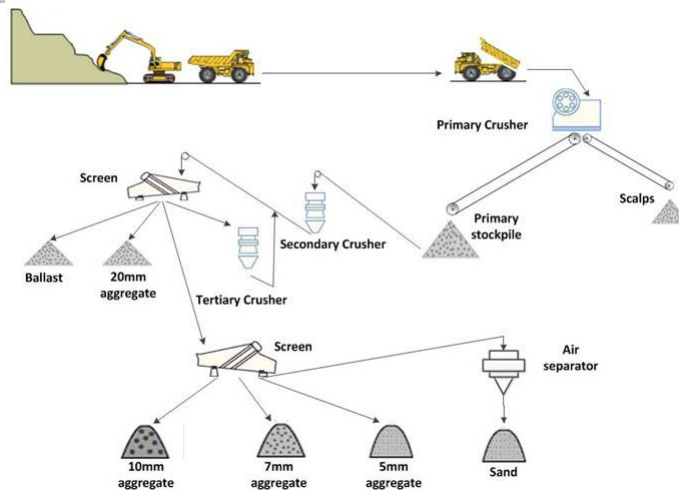 Primary Crusher
Screen
Scalps
Primary
stockpile
Secondary Crusher
Ballast
20mm
aggregate
Tertiary Crusher
Screen
Air
separator
10mm
aggregate
7mm
aggregate
5mm
aggregate
Sand